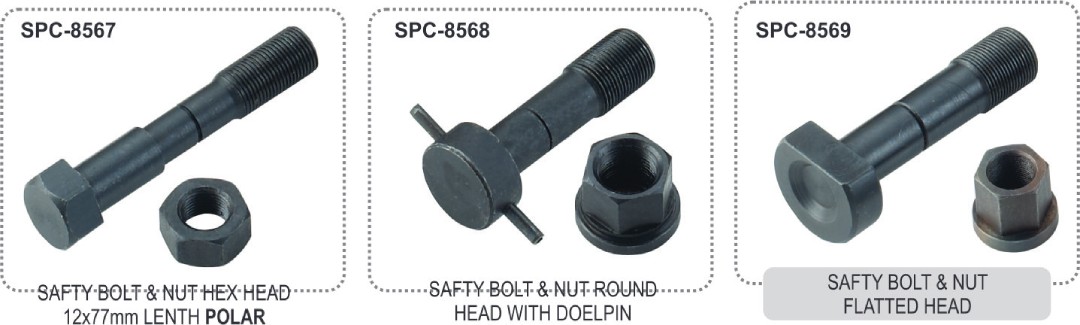 SPC-8567
SAFTY BOLT & NUT HEX HEAD
12x77mm LENTH POLAR
SPC-8568
SAFTY BOLT & NUT ROUND
HEAD WITH DOELPIN
SPC-8569
SAFTY BOLT & NUT
FLATTED HEAD